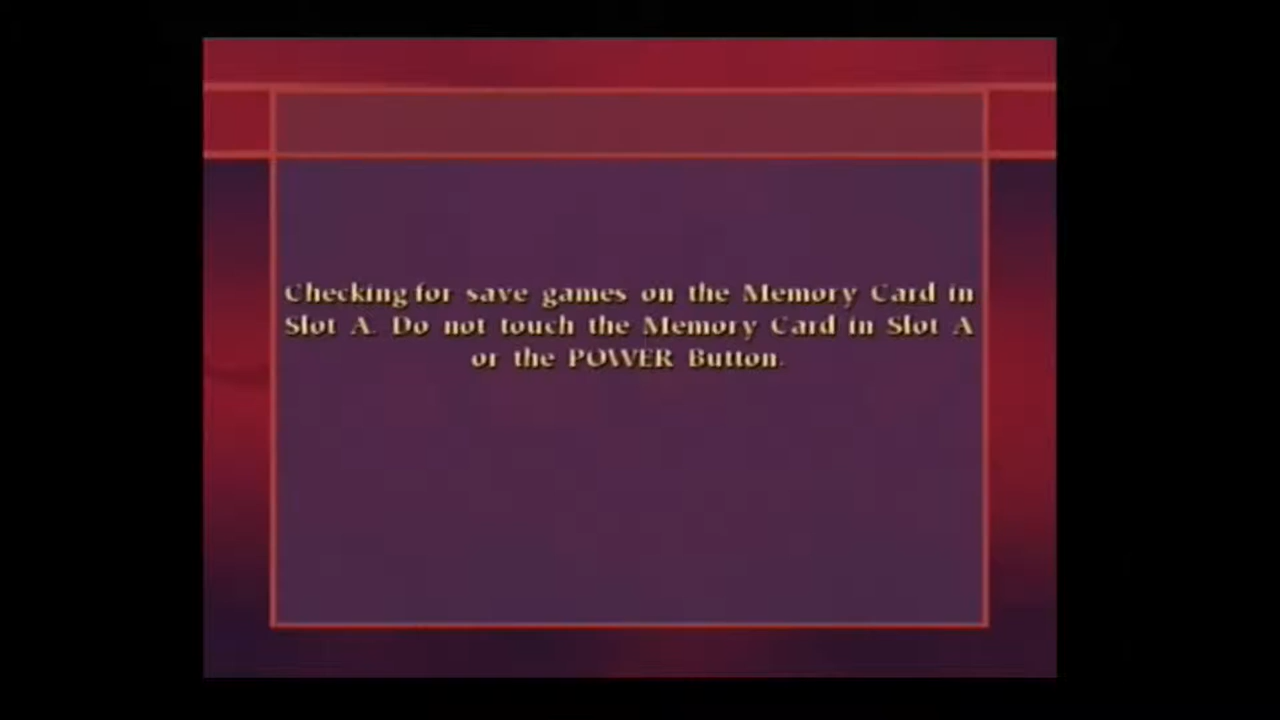 Checking for save games on the Memory Card in
Slot A. Do not touch the Memory Card in Slot A
or the POWER Button.